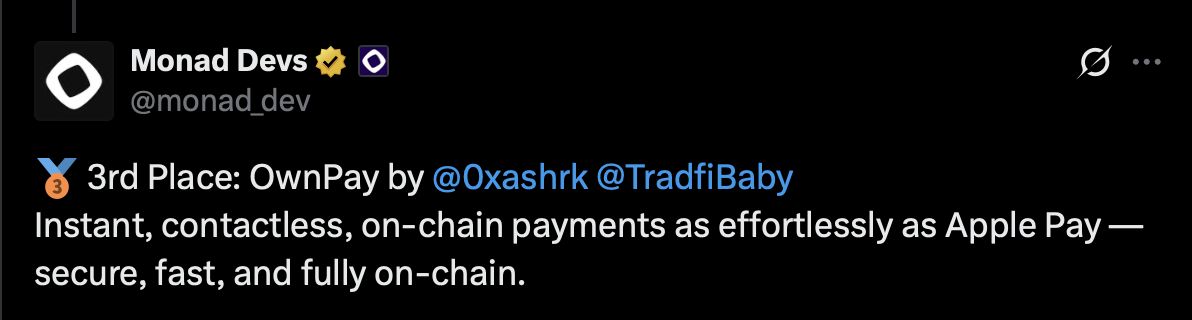 Monad Devs
@monad_dev
🥉 3rd Place: OwnPay by @0xashrk @TradfiBaby
Instant, contactless, on-chain payments as effortlessly as Apple Pay —
secure, fast, and fully on-chain.